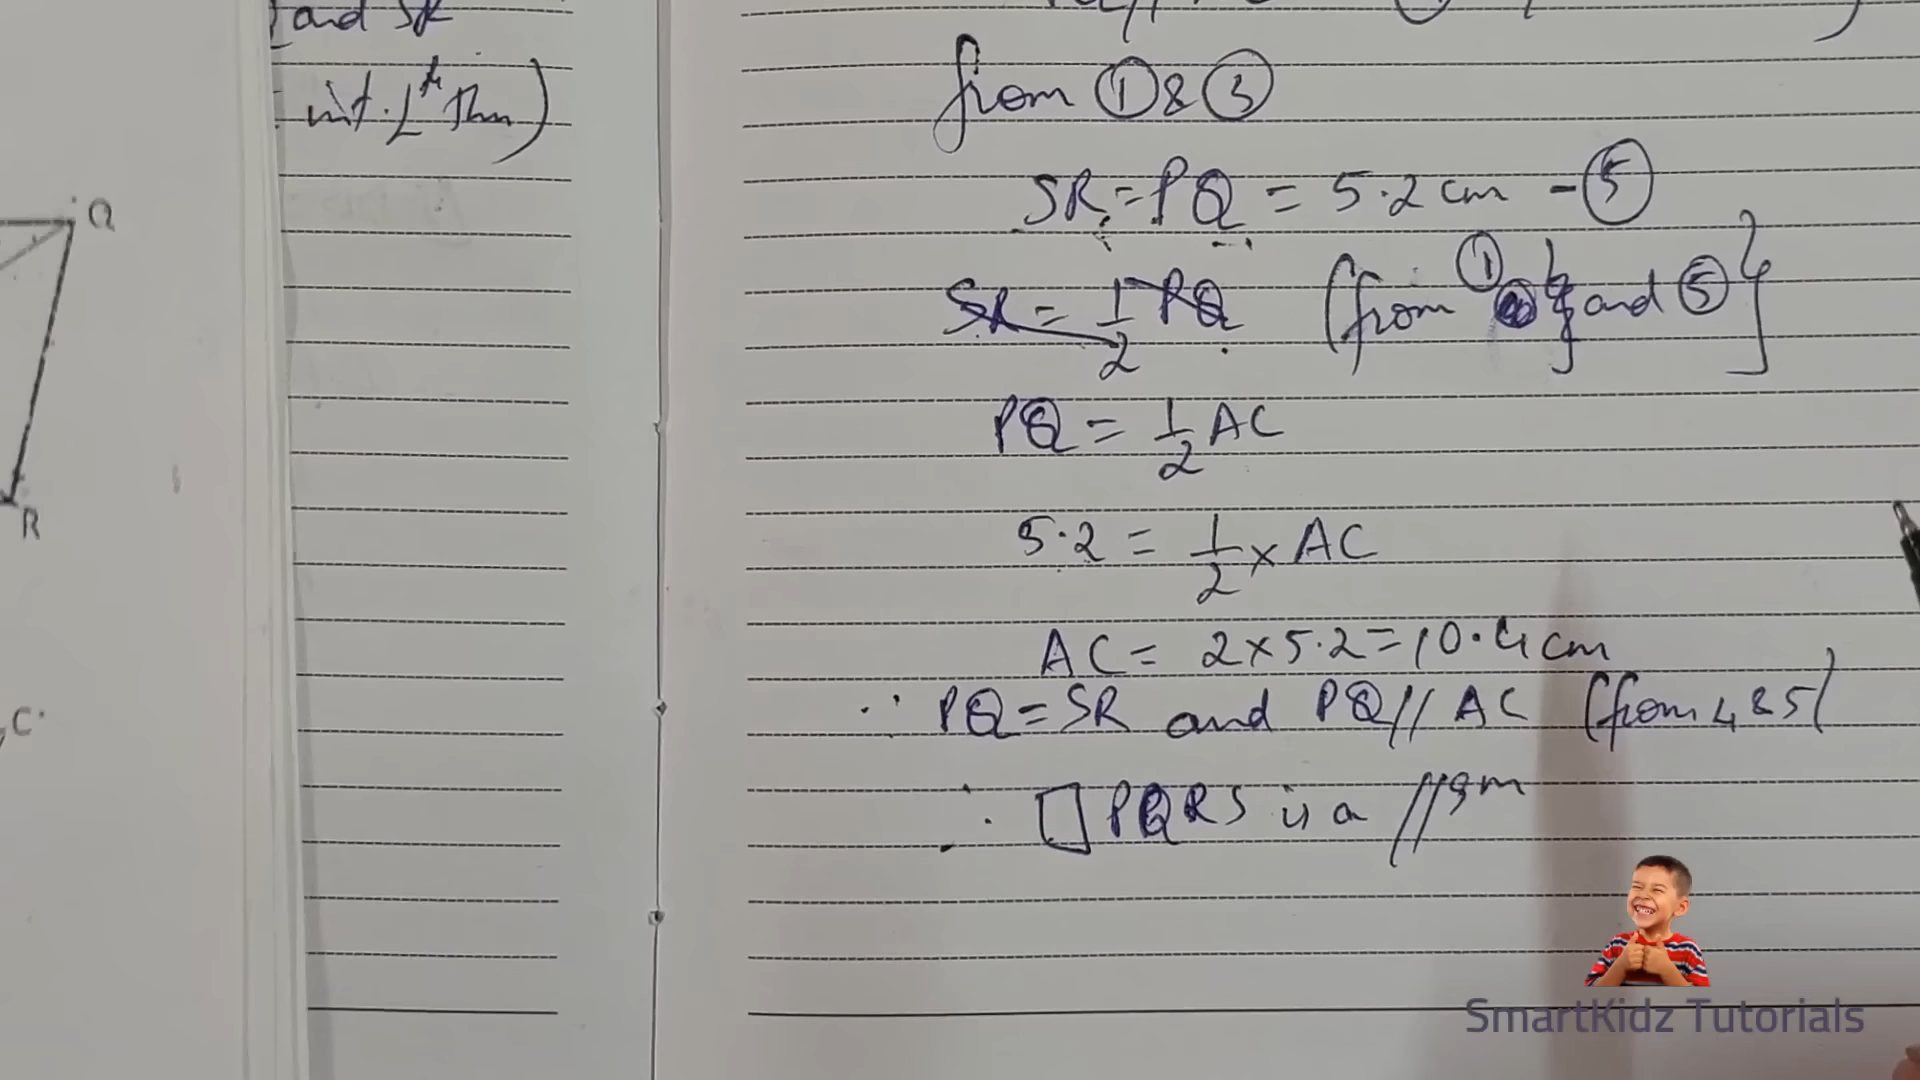 and SR
int. Lᵗʰ Thm)
Q
R
C
from ① & ③
SR = PQ = 5.2 cm - ⑤
SR = 1/2 PQ (from ① and ⑤}
PQ = 1/2 AC
5.2 = 1/2 × AC
AC = 2×5.2 = 10.4 cm
∵ PQ = SR and PQ // AC (from 4 & 5)
∴ □ PQRS is a //gm
SmartKidz Tutorials